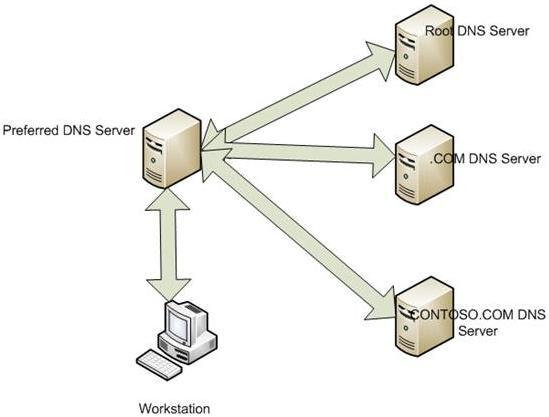 Root DNS Server
Preferred DNS Server
.COM DNS Server
CONTOSO.COM DNS
Server
Workstation